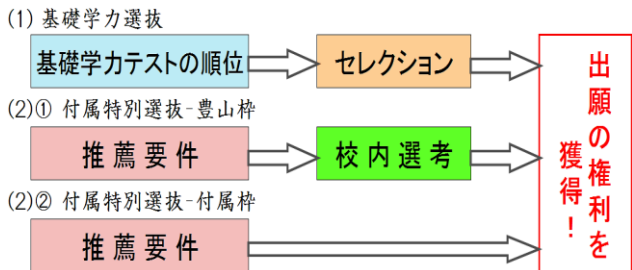 (1) 基礎学力選抜
基礎学力テストの順位
セレクション
(2)① 付属特別選抜-豊山枠
推薦要件
校内選考
(2)② 付属特別選抜-付属枠
推薦要件
出願の権利を
獲得！